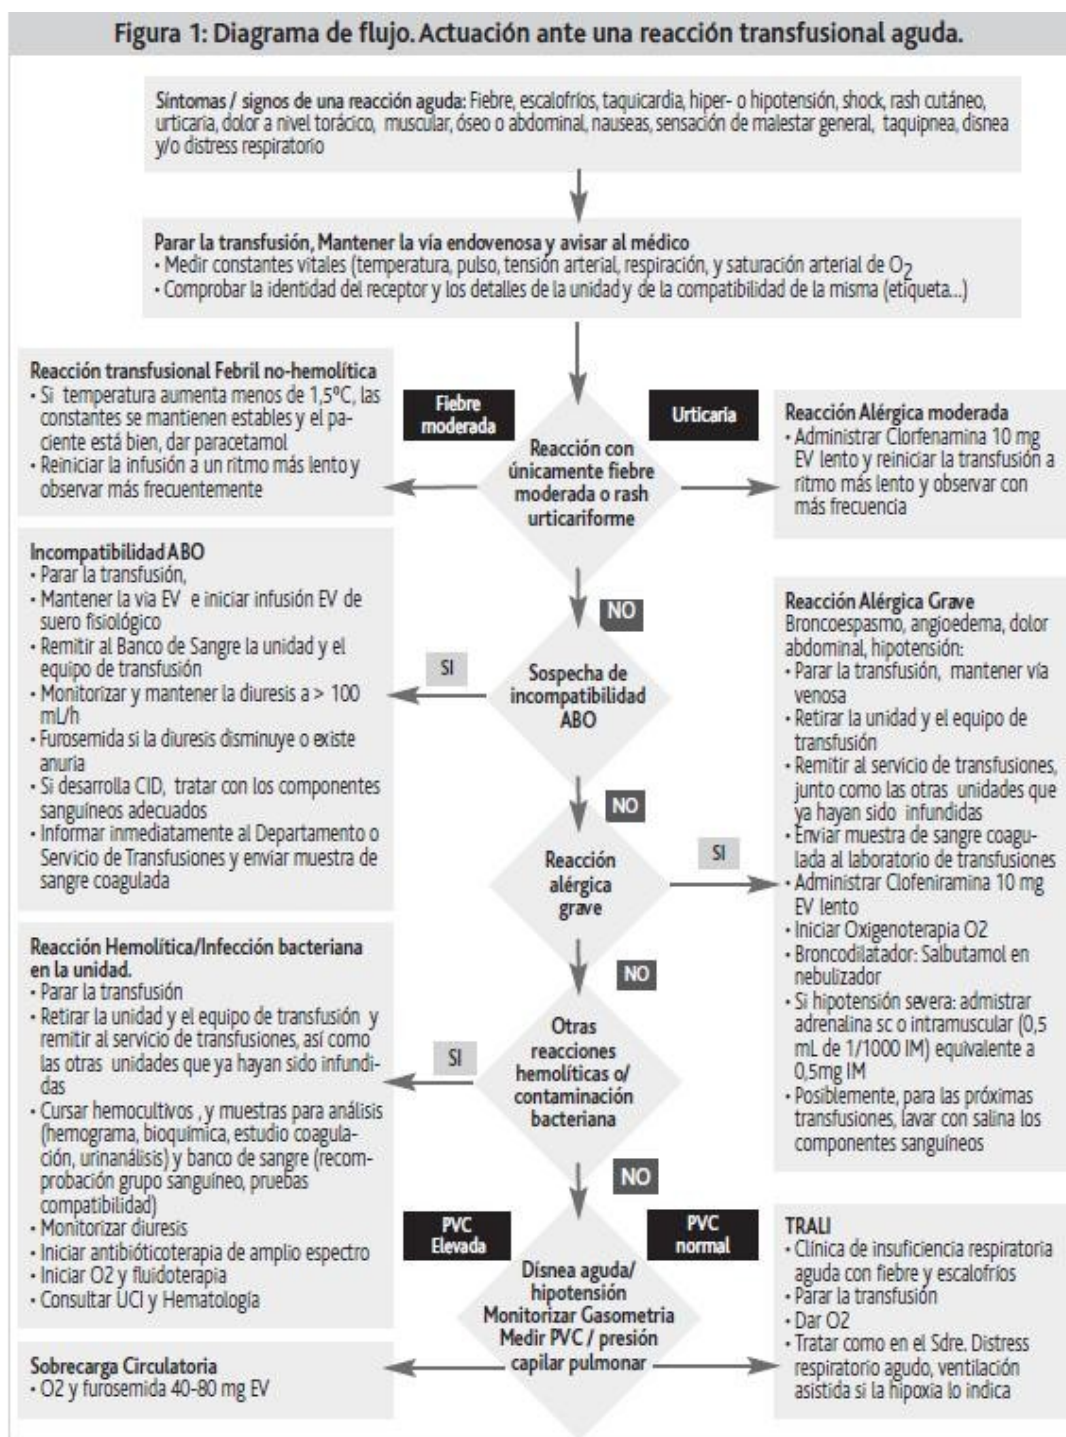 Figura 1: Diagrama de flujo. Actuación ante una reacción transfusional aguda.
Síntomas / signos de una reacción aguda: Fiebre, escalofríos, taquicardia, hiper- o hipotensión, shock, rash cutáneo,
urticaria, dolor a nivel torácico, muscular, óseo o abdominal, nauseas, sensación de malestar general, taquipnea, disnea
y/o distress respiratorio
Parar la transfusión, Mantener la vía endovenosa y avisar al médico
• Medir constantes vitales (temperatura, pulso, tensión arterial, respiración, y saturación arterial de O2
• Comprobar la identidad del receptor y los detalles de la unidad y de la compatibilidad de la misma (etiqueta...)
Reacción transfusional Febril no-hemolítica
• Si temperatura aumenta menos de 1,5ºC, las
constantes se mantienen estables y el pa-
ciente está bien, dar paracetamol
• Reiniciar la infusión a un ritmo más lento y
observar más frecuentemente
Fiebre
moderada
Reacción con
únicamente fiebre
moderada o rash
urticariforme
Urticaria
Reacción Alérgica moderada
• Administrar Clorfenamina 10 mg
EV lento y reiniciar la transfusión a
ritmo más lento y observar con
más frecuencia
NO
Incompatibilidad ABO
• Parar la transfusión,
• Mantener la via EV e iniciar infusión EV de
suero fisiológico
• Remitir al Banco de Sangre la unidad y el
equipo de transfusión
• Monitorizar y mantener la diuresis a > 100
mL/h
• Furosemida si la diuresis disminuye o existe
anuria
• Si desarrolla CID, tratar con los componentes
sanguíneos adecuados
• Informar inmediatamente al Departamento o
Servicio de Transfusiones y enviar muestra de
sangre coagulada
SI
Sospecha de
incompatibilidad
ABO
NO
Reacción
alérgica
grave
SI
Reacción Alérgica Grave
Broncoespasmo, angioedema, dolor
abdominal, hipotensión:
• Parar la transfusión, mantener vía
venosa
• Retirar la unidad y el equipo de
transfusión
• Remitir al servicio de transfusiones,
junto como las otras unidades que
ya hayan sido infundidas
• Enviar muestra de sangre coagu-
lada al laboratorio de transfusiones
• Administrar Clofeniramina 10 mg
EV lento
• Iniciar Oxigenoterapia O2
• Broncodilatador: Salbutamol en
nebulizador
• Si hipotensión severa: admistrar
adrenalina sc o intramuscular (0,5
mL de 1/1000 IM) equivalente a
0,5mg IM
• Posiblemente, para las próximas
transfusiones, lavar con salina los
componentes sanguíneos
NO
Reacción Hemolítica/Infección bacteriana
en la unidad.
• Parar la transfusión
• Retirar la unidad y el equipo de transfusión y
remitir al servicio de transfusiones, así como
las otras unidades que ya hayan sido infundi-
das
• Cursar hemocultivos , y muestras para análisis
(hemograma, bioquímica, estudio coagula-
ción, urinanálisis) y banco de sangre (recom-
probación grupo sanguíneo, pruebas
compatibilidad)
• Monitorizar diuresis
• Iniciar antibióticoterapia de amplio espectro
• Iniciar O2 y fluidoterapia
• Consultar UCI y Hematología
SI
Otras
reacciones
hemolíticas o/
contaminación
bacteriana
NO
PVC
Elevada
PVC
normal
Dísnea aguda/
hipotensión
Monitorizar Gasometria
Medir PVC / presión
capilar pulmonar
Sobrecarga Circulatoria
• O2 y furosemida 40-80 mg EV
TRALI
• Clínica de insuficiencia respiratoria
aguda con fiebre y escalofríos
• Parar la transfusión
• Dar O2
• Tratar como en el Sdre. Distress
respiratorio agudo, ventilación
asistida si la hipoxia lo indica